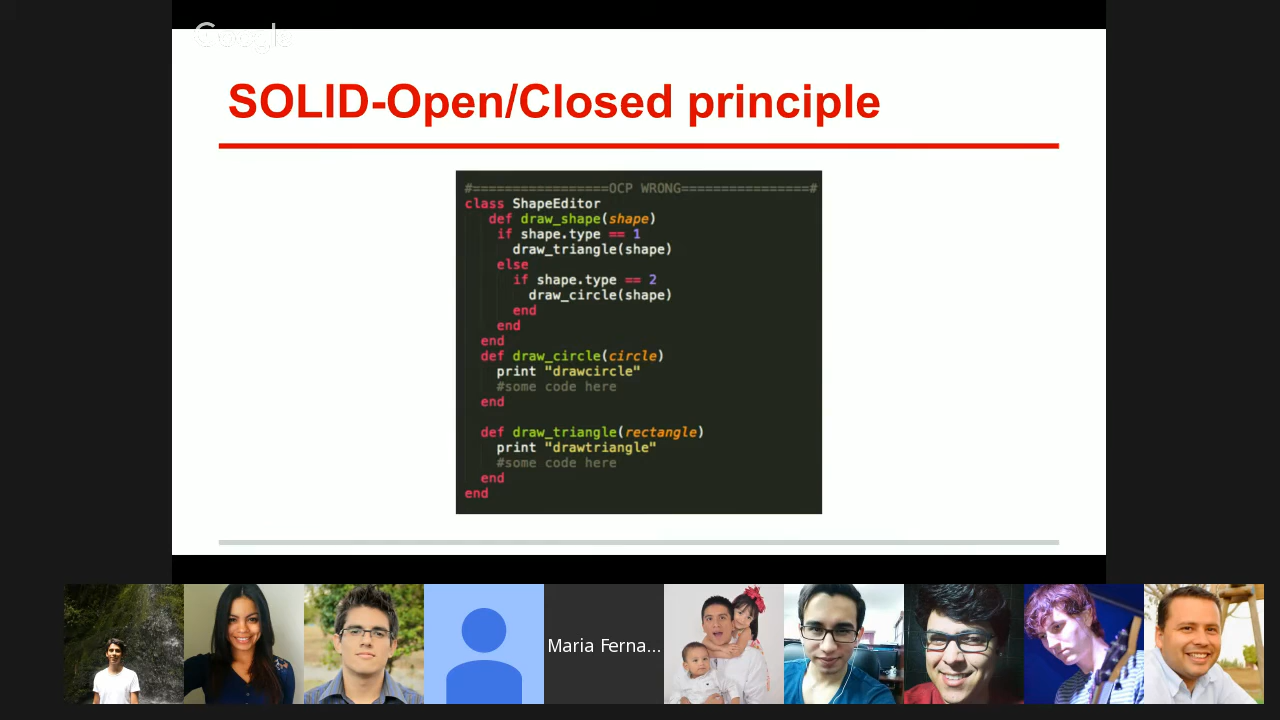 Google
SOLID-Open/Closed principle
#=================OCP WRONG================#
class ShapeEditor
def draw_shape(shape)
if shape.type == 1
draw_triangle(shape)
else
if shape.type == 2
draw_circle(shape)
end
end
end
def draw_circle(circle)
print "drawcircle"
#some code here
end
def draw_triangle(rectangle)
print "drawtriangle"
#some code here
end
end
Maria Ferna...